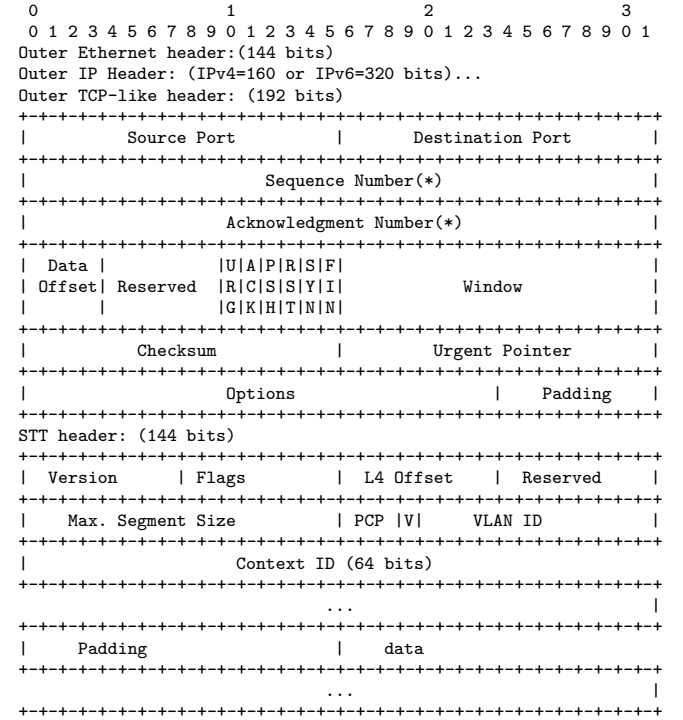 0                   1                   2                   3
 0 1 2 3 4 5 6 7 8 9 0 1 2 3 4 5 6 7 8 9 0 1 2 3 4 5 6 7 8 9 0 1
Outer Ethernet header:(144 bits)
Outer IP Header: (IPv4=160 or IPv6=320 bits)...
Outer TCP-like header: (192 bits)
+-+-+-+-+-+-+-+-+-+-+-+-+-+-+-+-+-+-+-+-+-+-+-+-+-+-+-+-+-+-+-+-+
|          Source Port          |       Destination Port        |
+-+-+-+-+-+-+-+-+-+-+-+-+-+-+-+-+-+-+-+-+-+-+-+-+-+-+-+-+-+-+-+-+
|                        Sequence Number(*)                     |
+-+-+-+-+-+-+-+-+-+-+-+-+-+-+-+-+-+-+-+-+-+-+-+-+-+-+-+-+-+-+-+-+
|                    Acknowledgment Number(*)                   |
+-+-+-+-+-+-+-+-+-+-+-+-+-+-+-+-+-+-+-+-+-+-+-+-+-+-+-+-+-+-+-+-+
|  Data |           |U|A|P|R|S|F|                               |
| Offset| Reserved  |R|C|S|S|Y|I|            Window             |
|       |           |G|K|H|T|N|N|                               |
+-+-+-+-+-+-+-+-+-+-+-+-+-+-+-+-+-+-+-+-+-+-+-+-+-+-+-+-+-+-+-+-+
|           Checksum            |         Urgent Pointer        |
+-+-+-+-+-+-+-+-+-+-+-+-+-+-+-+-+-+-+-+-+-+-+-+-+-+-+-+-+-+-+-+-+
|                    Options                    |    Padding    |
+-+-+-+-+-+-+-+-+-+-+-+-+-+-+-+-+-+-+-+-+-+-+-+-+-+-+-+-+-+-+-+-+
STT header: (144 bits)
+-+-+-+-+-+-+-+-+-+-+-+-+-+-+-+-+-+-+-+-+-+-+-+-+-+-+-+-+-+-+-+-+
|  Version      | Flags         |  L4 Offset    |  Reserved     |
+-+-+-+-+-+-+-+-+-+-+-+-+-+-+-+-+-+-+-+-+-+-+-+-+-+-+-+-+-+-+-+-+
|    Max. Segment Size          | PCP |V|     VLAN ID           |
+-+-+-+-+-+-+-+-+-+-+-+-+-+-+-+-+-+-+-+-+-+-+-+-+-+-+-+-+-+-+-+-+
|                     Context ID (64 bits)
+-+-+-+-+-+-+-+-+-+-+-+-+-+-+-+-+-+-+-+-+-+-+-+-+-+-+-+-+-+-+-+-+
                               ...                              |
+-+-+-+-+-+-+-+-+-+-+-+-+-+-+-+-+-+-+-+-+-+-+-+-+-+-+-+-+-+-+-+-+
|     Padding                   |    data
+-+-+-+-+-+-+-+-+-+-+-+-+-+-+-+-+-+-+-+-+-+-+-+-+-+-+-+-+-+-+-+-+
                               ...                              |
+-+-+-+-+-+-+-+-+-+-+-+-+-+-+-+-+-+-+-+-+-+-+-+-+-+-+-+-+-+-+-+-+